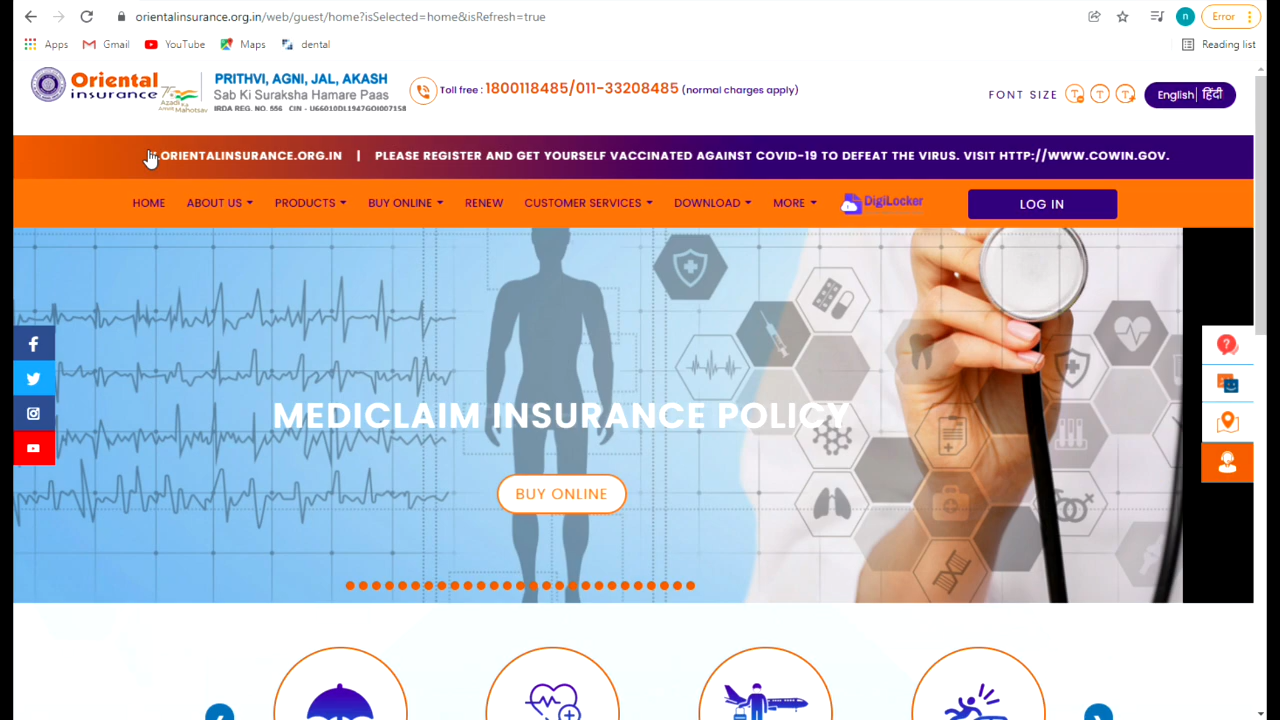 orientalinsurance.org.in/web/guest/home?isSelected=home&isRefresh=true
n
Error
Apps
Gmail
YouTube
Maps
dental
Reading list
Oriental
insurance
Azadi Ka
Amrit Mahotsav
PRITHVI, AGNI, JAL, AKASH
Sab Ki Suraksha Hamare Paas
IRDA REG. NO. 556 CIN - U66010DL1947GOI007158
Toll free : 1800118485/011-33208485 (normal charges apply)
FONT SIZE
T T T
English| हिंदी
.ORIENTALINSURANCE.ORG.IN | PLEASE REGISTER AND GET YOURSELF VACCINATED AGAINST COVID-19 TO DEFEAT THE VIRUS. VISIT HTTP://WWW.COWIN.GOV.
HOME
ABOUT US
PRODUCTS
BUY ONLINE
RENEW
CUSTOMER SERVICES
DOWNLOAD
MORE
DigiLocker
LOG IN
MEDICLAIM INSURANCE POLICY
BUY ONLINE